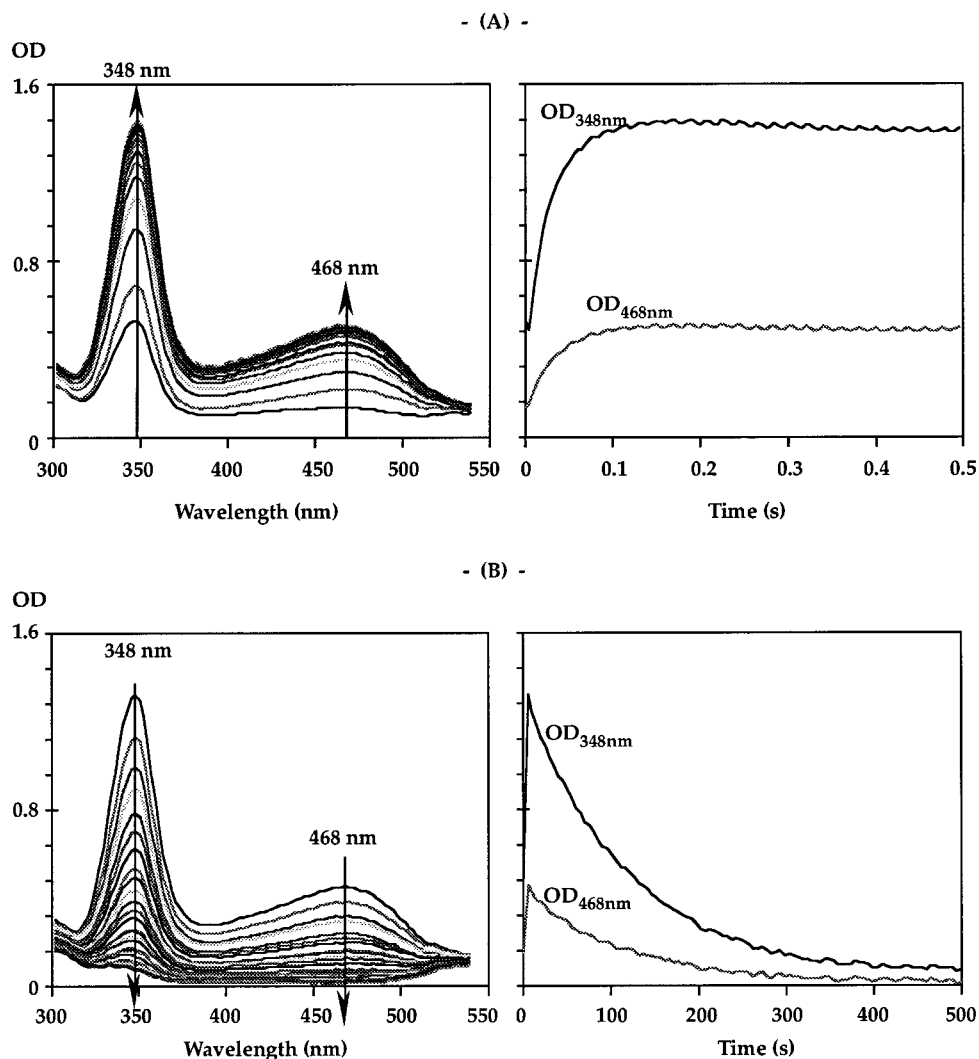 - (A) -
OD
348 nm
1.6
468 nm
0.8
0
300 350 400 450 500 550
Wavelength (nm)
OD348nm
OD468nm
0 0.1 0.2 0.3 0.4 0.5
Time (s)
- (B) -
OD
1.6
348 nm
0.8
468 nm
0
300 350 400 450 500 550
Wavelength (nm)
OD348nm
OD468nm
0 100 200 300 400 500
Time (s)